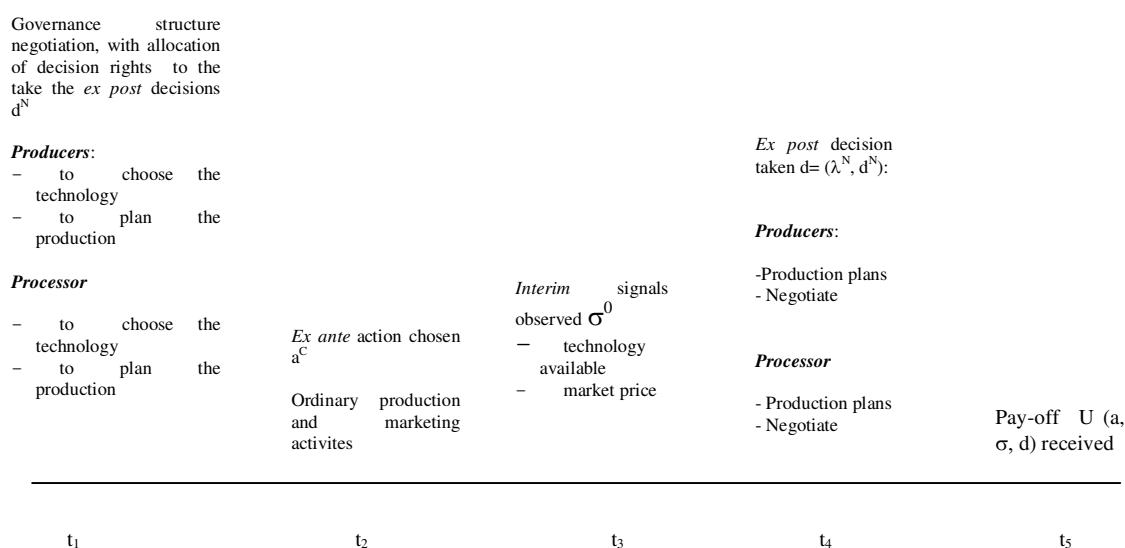 Governance structure
negotiation, with allocation
of decision rights to the
take the ex post decisions
d^N
Producers:
– to choose the
technology
– to plan the
production
Processor
– to choose the
technology
– to plan the
production
Ex ante action chosen
a^C
Ordinary production
and marketing
activites
Interim signals
observed σ^0
– technology
available
– market price
Ex post decision
taken d= (λ^N, d^N):
Producers:
-Production plans
- Negotiate
Processor
- Production plans
- Negotiate
Pay-off U (a,
σ, d) received
t₁ t₂ t₃ t₄ t₅